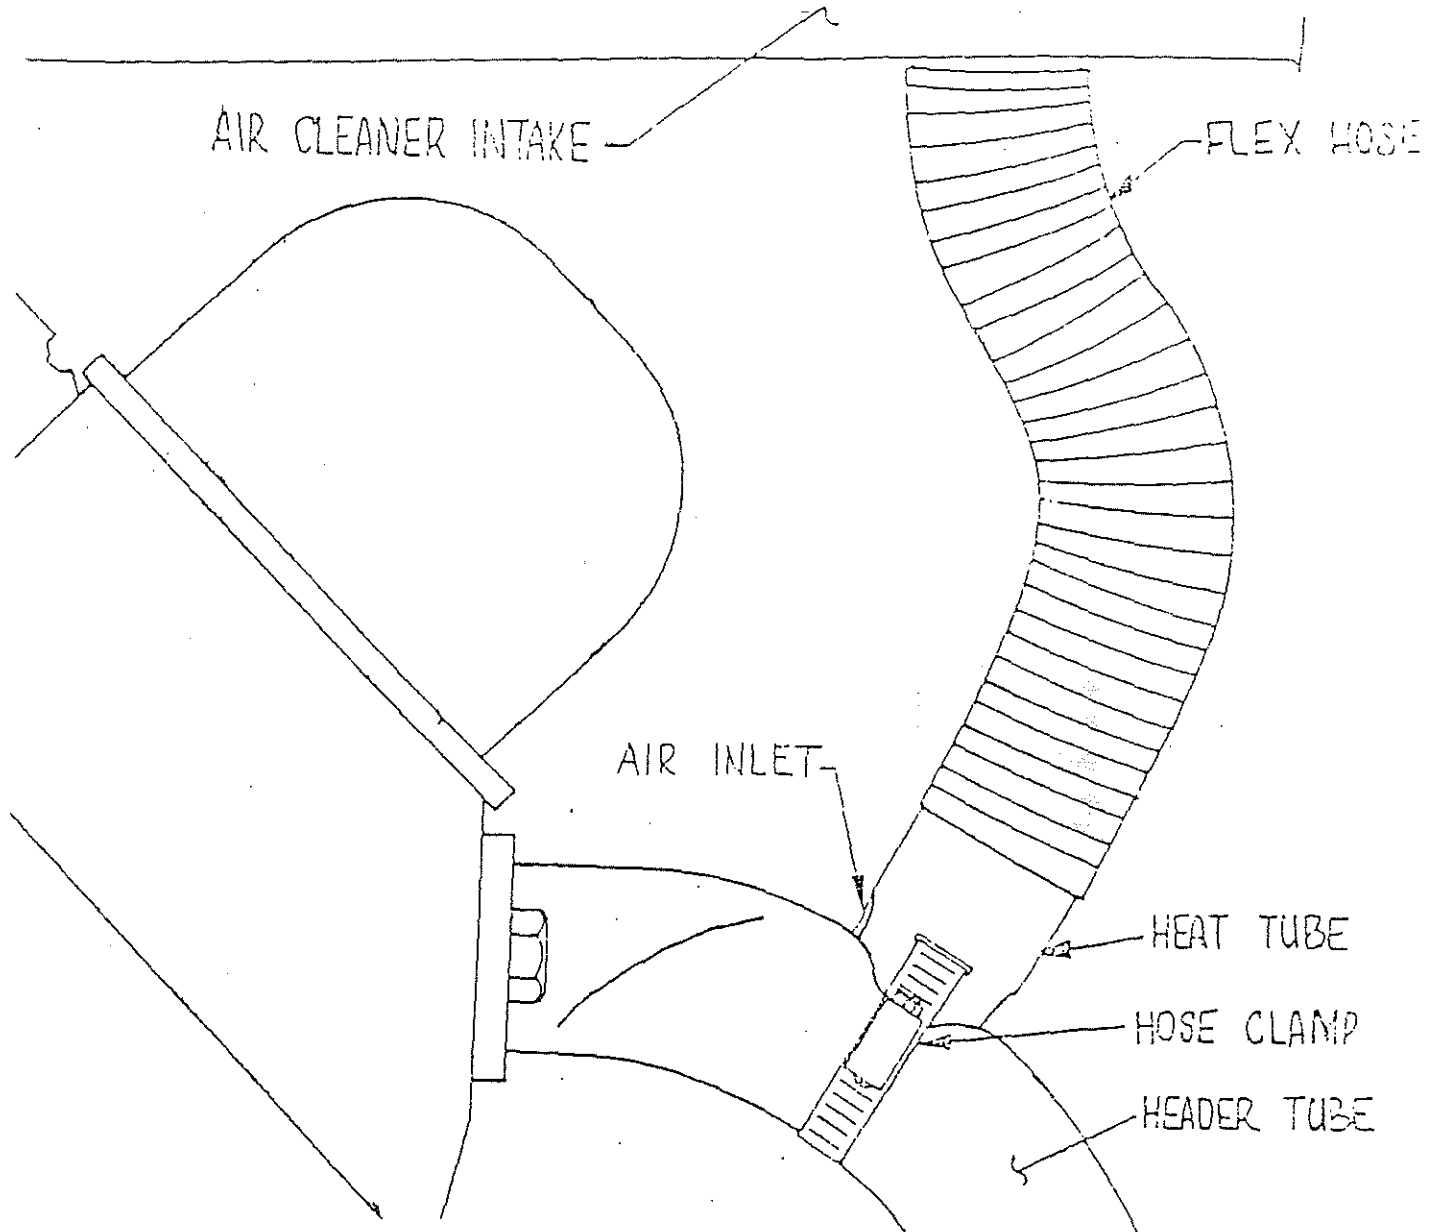 AIR CLEANER INTAKE
FLEX HOSE
AIR INLET
HEAT TUBE
HOSE CLAMP
HEADER TUBE